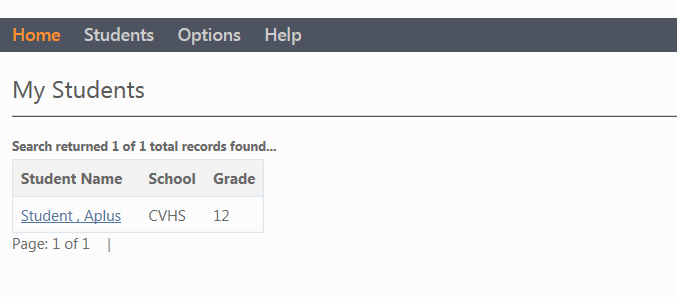 Home Students Options Help
My Students
Search returned 1 of 1 total records found...
Student Name School Grade
Student , Aplus CVHS 12
Page: 1 of 1 |